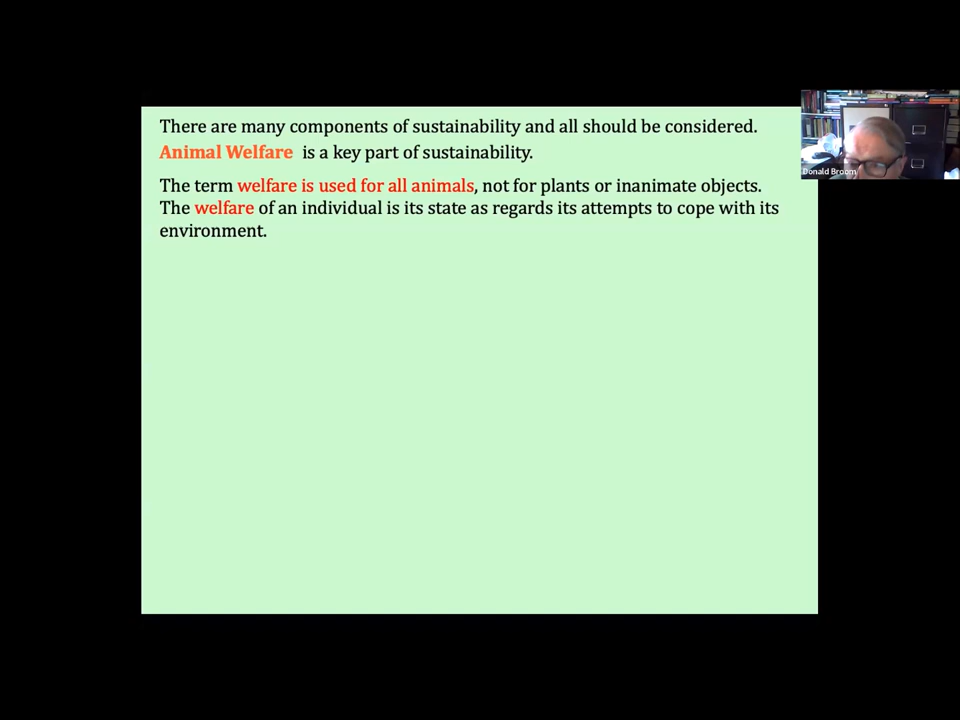 There are many components of sustainability and all should be considered.
Animal Welfare is a key part of sustainability.
The term welfare is used for all animals, not for plants or inanimate objects.
The welfare of an individual is its state as regards its attempts to cope with its
environment.
Donald Broom